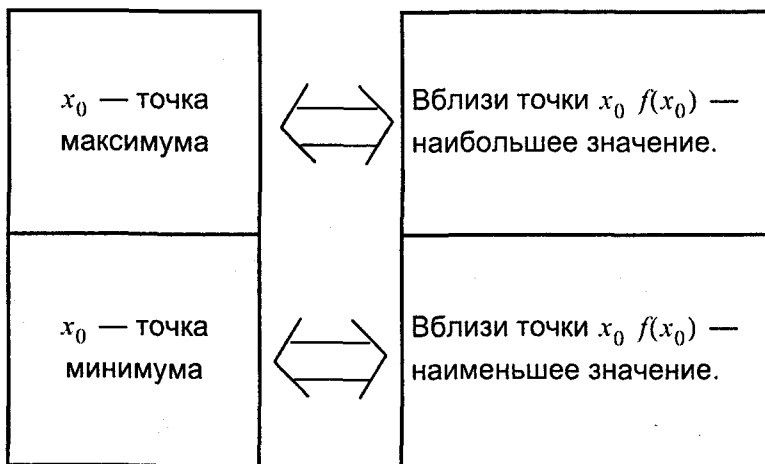 x₀ — точка
максимума
Вблизи точки x₀ f(x₀) —
наибольшее значение.
x₀ — точка
минимума
Вблизи точки x₀ f(x₀) —
наименьшее значение.